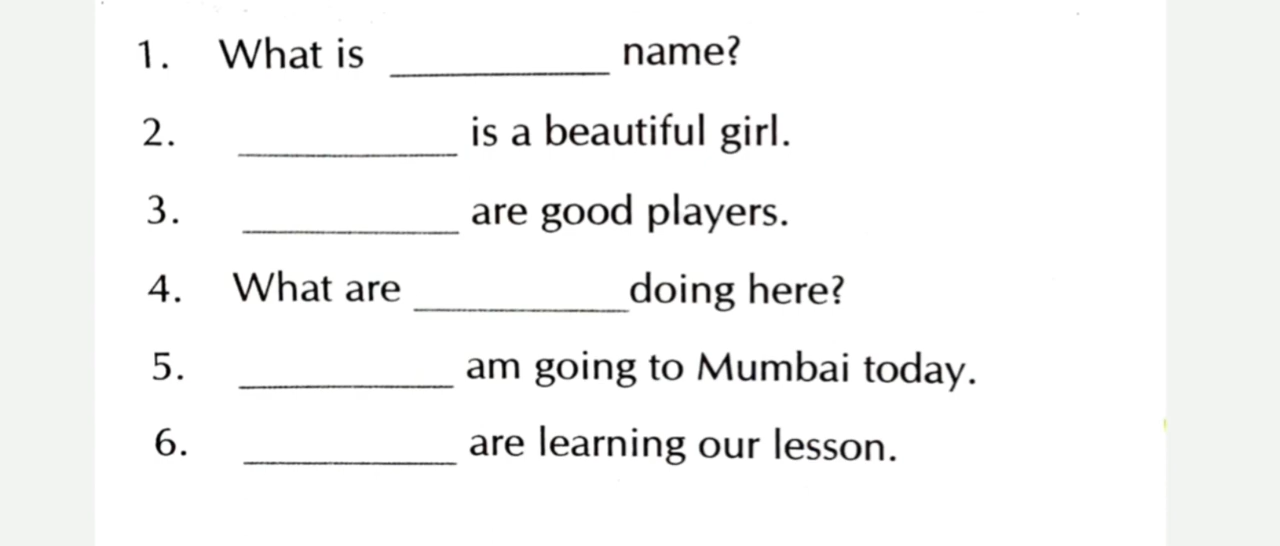 1. What is __________ name?
2. __________ is a beautiful girl.
3. __________ are good players.
4. What are __________ doing here?
5. __________ am going to Mumbai today.
6. __________ are learning our lesson.